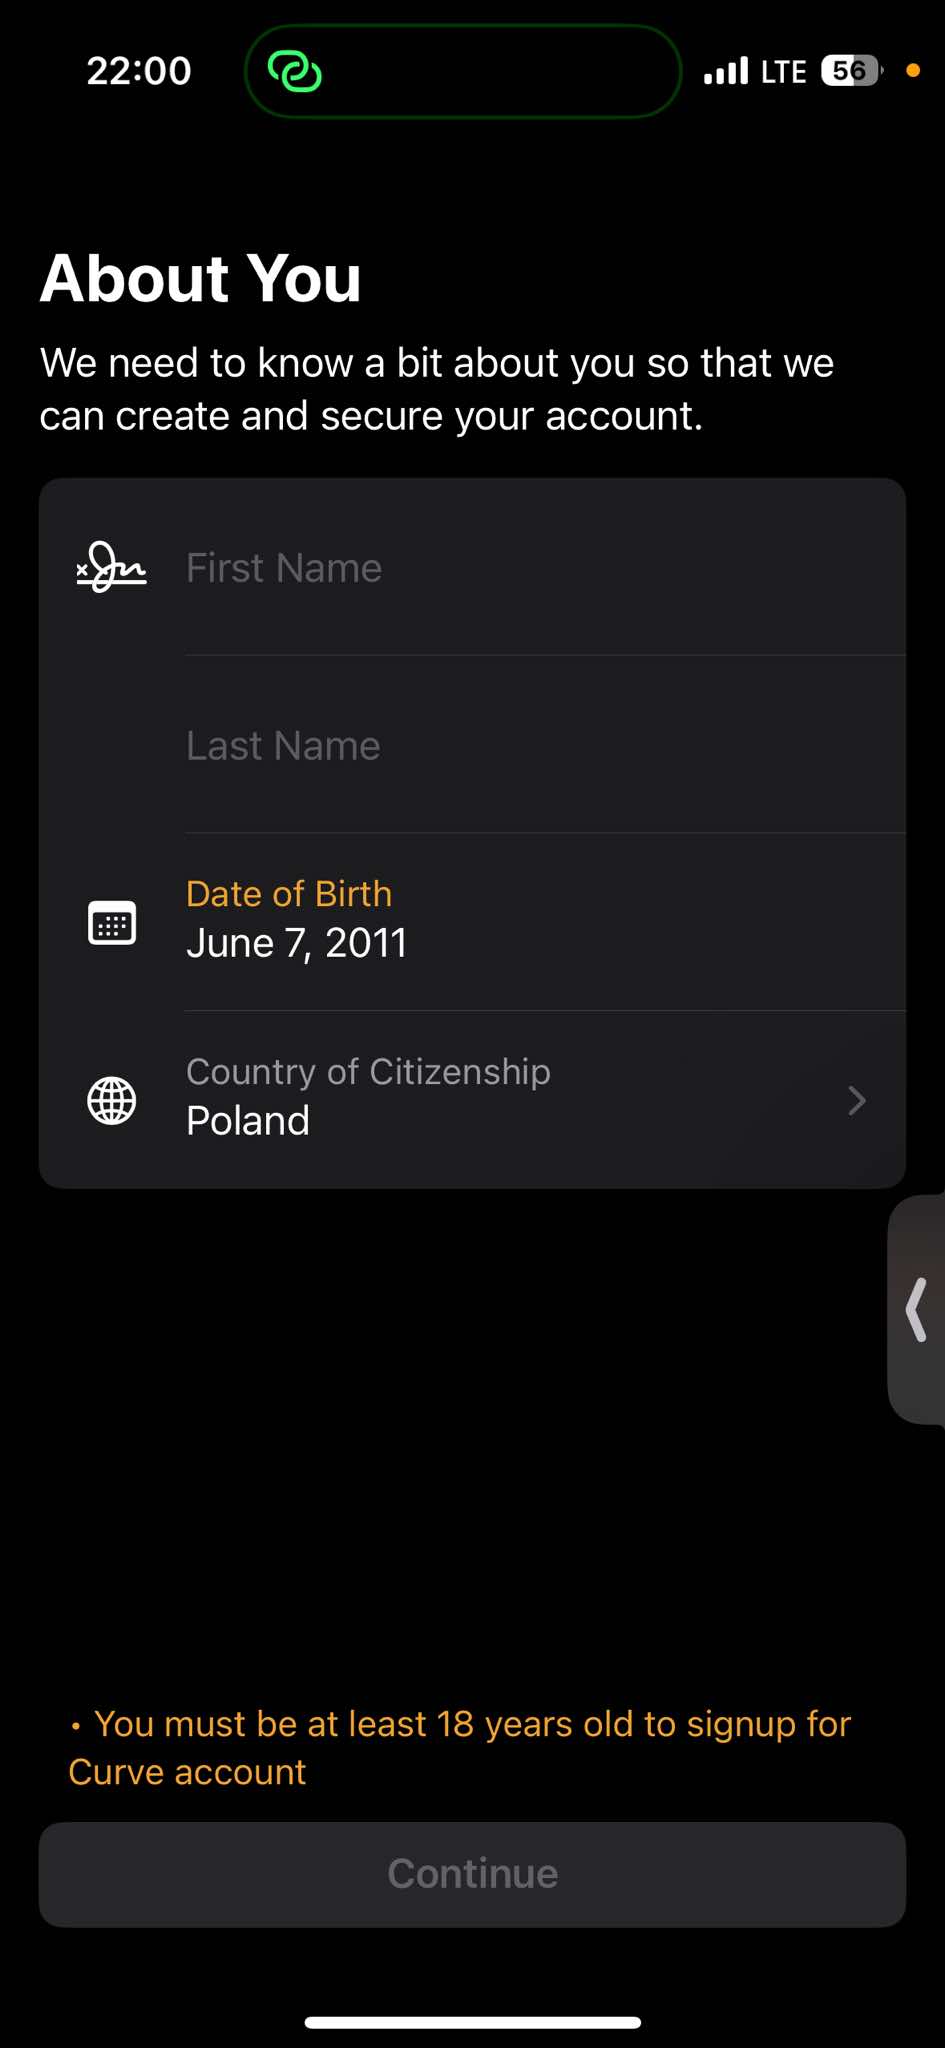 22:00
LTE
56
About You
We need to know a bit about you so that we
can create and secure your account.
First Name
Last Name
Date of Birth
June 7, 2011
Country of Citizenship
Poland
• You must be at least 18 years old to signup for
Curve account
Continue